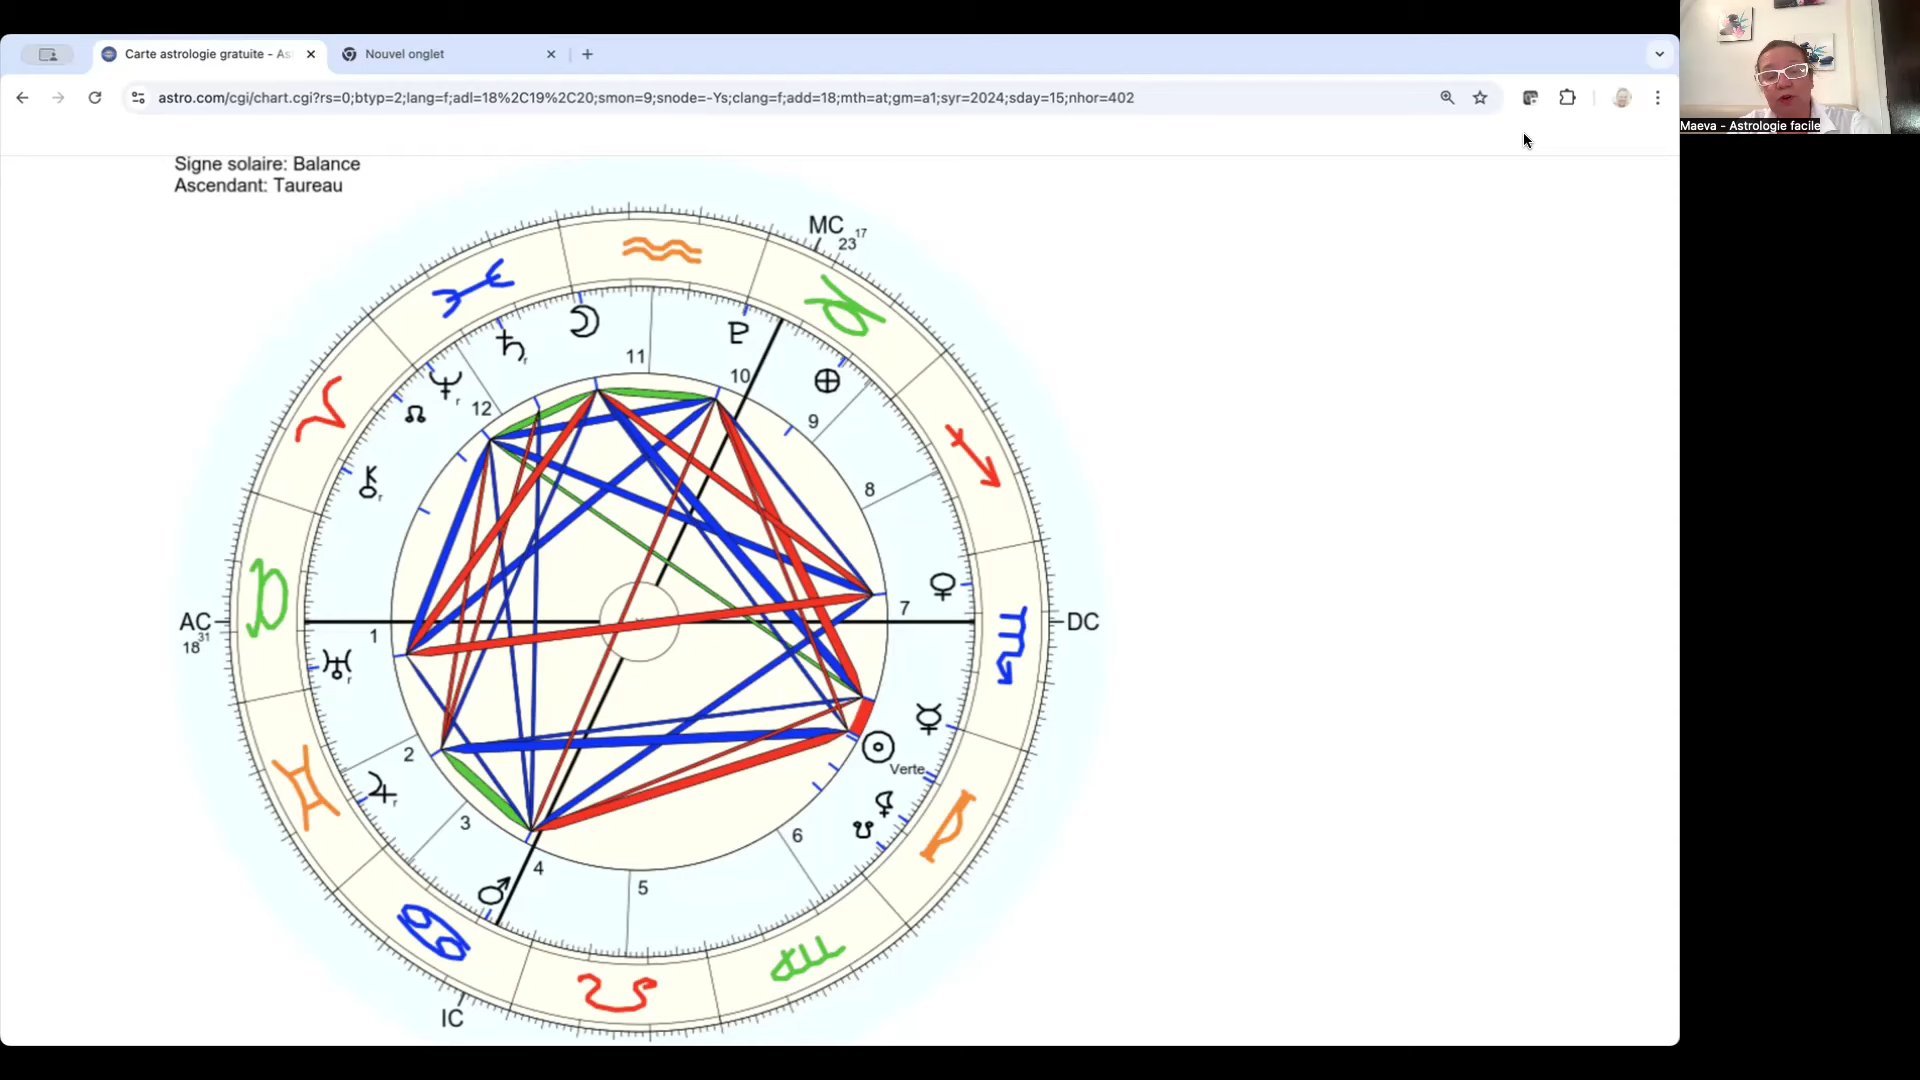 Carte astrologie gratuite - As
Nouvel onglet
astro.com/cgi/chart.cgi?rs=0;btyp=2;lang=f;adl=18%2C19%2C20;smon=9;snode=-Ys;clang=f;add=18;mth=at;gm=a1;syr=2024;sday=15;nhor=402
Maeva - Astrologie facile
Signe solaire: Balance
Ascendant: Taureau
MC
23 17
11
10
12
9
8
AC
18 31
1
7
DC
2
Verte
3
6
4
5
IC
r
r
r
r
r